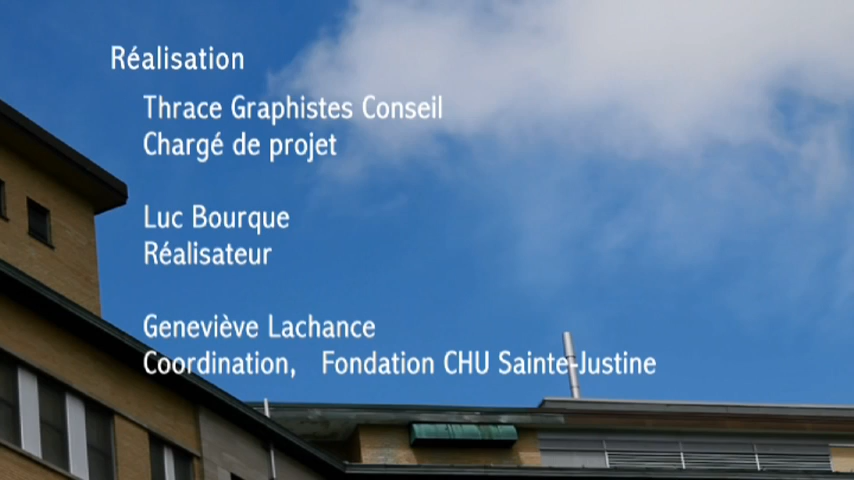 Réalisation
Thrace Graphistes Conseil
Chargé de projet
Luc Bourque
Réalisateur
Geneviève Lachance
Coordination, Fondation CHU Sainte-Justine